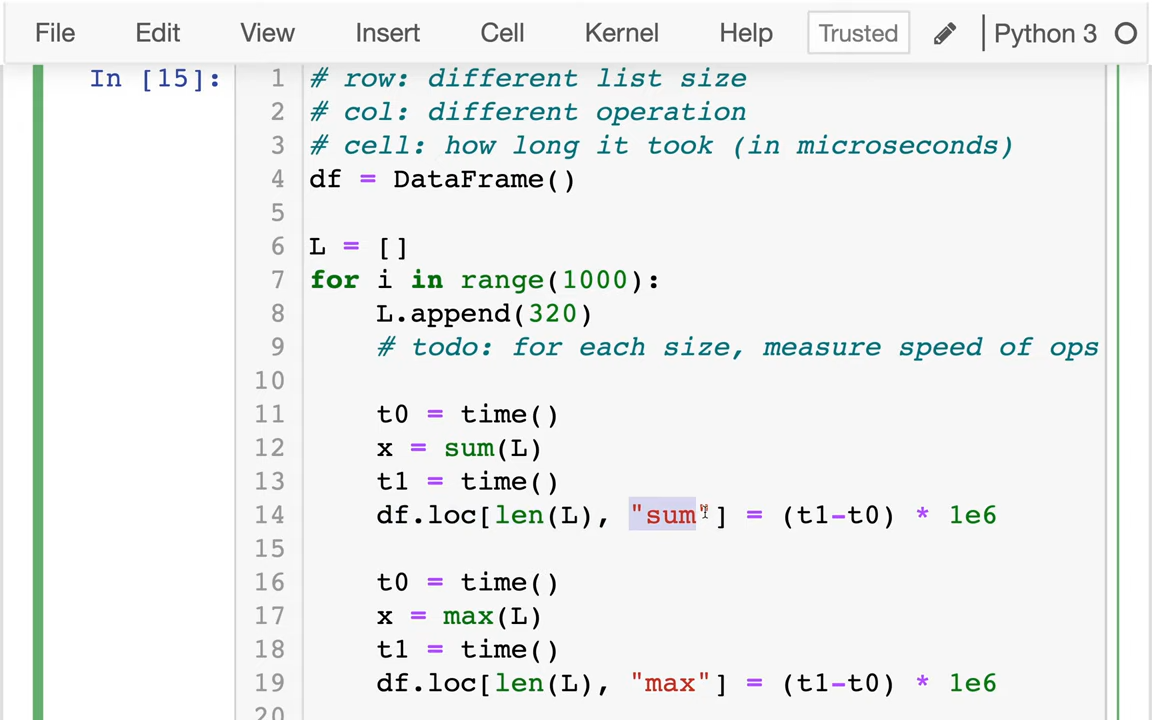 File Edit View Insert Cell Kernel Help Trusted Python 3
In [15]:
1 # row: different list size
2 # col: different operation
3 # cell: how long it took (in microseconds)
4 df = DataFrame()
5
6 L = []
7 for i in range(1000):
8     L.append(320)
9     # todo: for each size, measure speed of ops
10
11     t0 = time()
12     x = sum(L)
13     t1 = time()
14     df.loc[len(L), "sum"] = (t1-t0) * 1e6
15
16     t0 = time()
17     x = max(L)
18     t1 = time()
19     df.loc[len(L), "max"] = (t1-t0) * 1e6
20